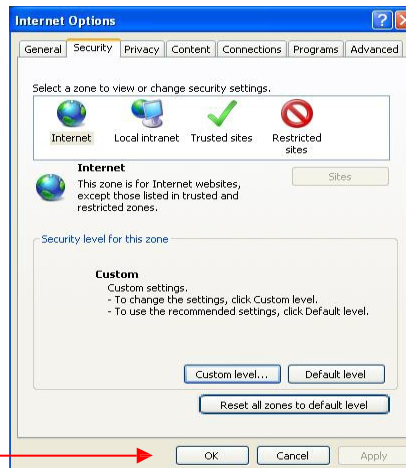 Internet Options
General Security Privacy Content Connections Programs Advanced
Select a zone to view or change security settings.
Internet Local intranet Trusted sites Restricted
sites
Internet
This zone is for Internet websites,
except those listed in trusted and
restricted zones.
Sites
Security level for this zone
Custom
Custom settings.
- To change the settings, click Custom level.
- To use the recommended settings, click Default level.
Custom level... Default level
Reset all zones to default level
OK Cancel Apply